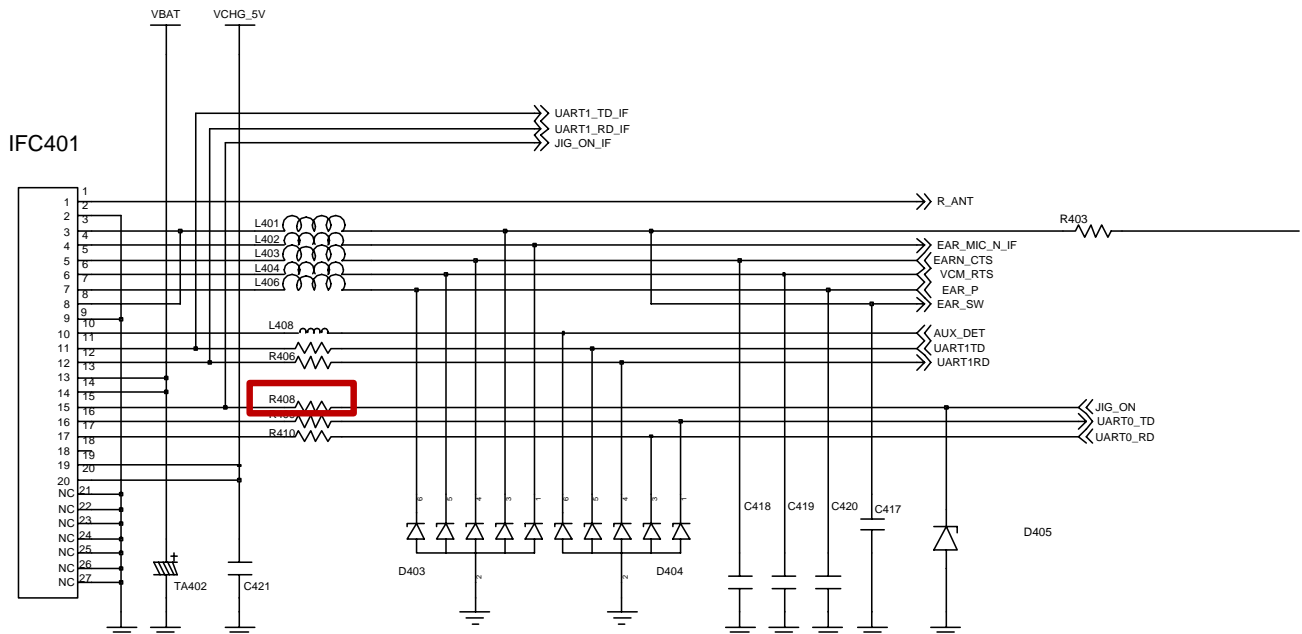 VBAT VCHG_5V
UART1_TD_IF
UART1_RD_IF
JIG_ON_IF
IFC401
1
1
2
R_ANT
2
3
R403
3
4
L401
4
5
L402
EAR_MIC_N_IF
5
6
L403
EARN_CTS
6
7
L404
VCM_RTS
7
8
L406
EAR_P
8
EAR_SW
9
9
10
10
11
L408
AUX_DET
11
12
UART1TD
12
13
R406
UART1RD
13
14
14
15
15
16
R408
JIG_ON
16
17
UART0_TD
17
18
R410
UART0_RD
18
19
19
20
20
NC 21
NC 22
NC 23
NC 24
NC 25
NC 26
NC 27
6 5 4 3 1 6 5 4 3 1
C418 C419 C420 C417
D405
D403 D404
2 2
+
TA402 C421